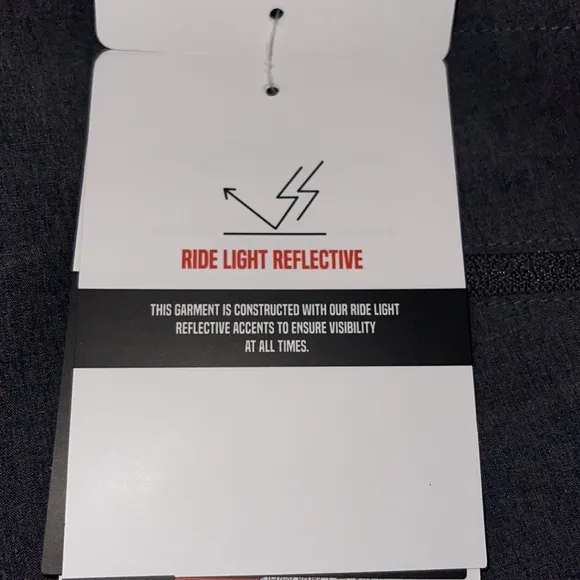 RIDE LIGHT REFLECTIVE
THIS GARMENT IS CONSTRUCTED WITH OUR RIDE LIGHT
REFLECTIVE ACCENTS TO ENSURE VISIBILITY
AT ALL TIMES.